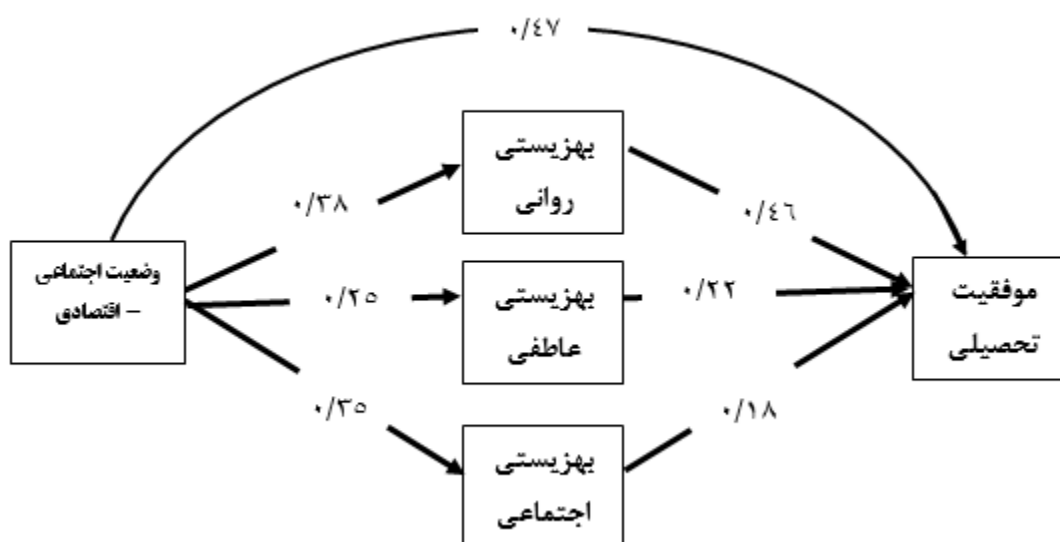 ۰/٤۷
بهزیستی
روانی
۰/۳۸
۰/٤٦
وضعیت اجتماعی
– اقتصادی
۰/۲٥
بهزیستی
عاطفی
۰/۲۲
موفقیت
تحصیلی
۰/۳٥
بهزیستی
اجتماعی
۰/۱۸